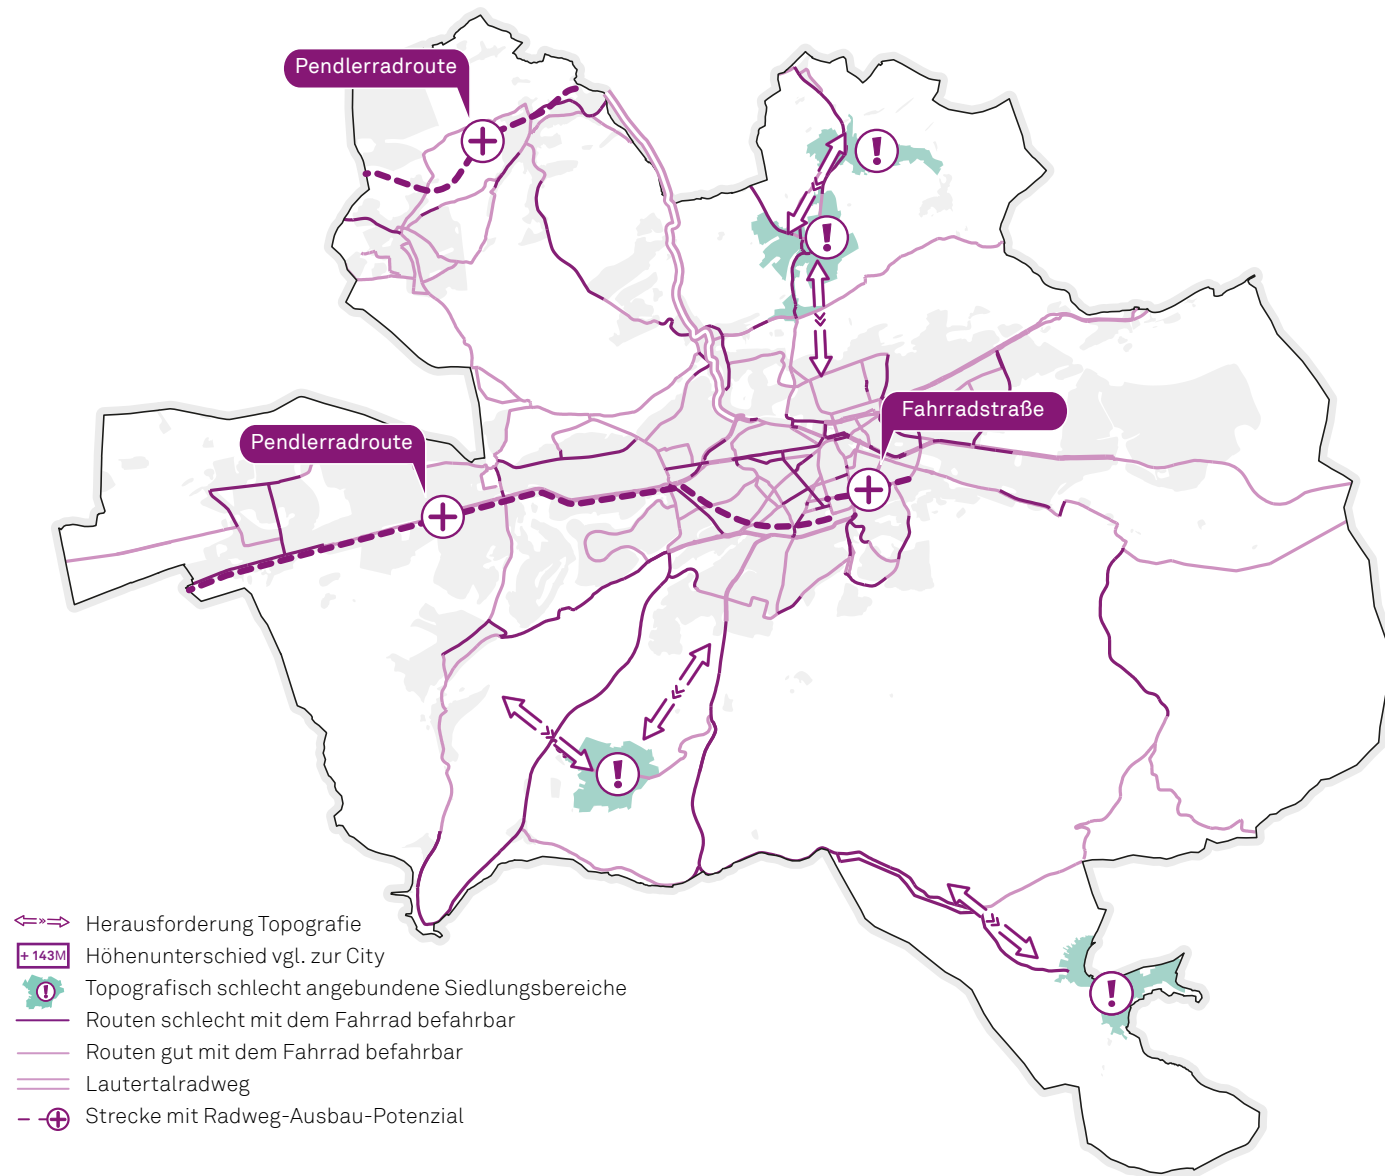 Pendlerradroute
Fahrradstraße
Pendlerradroute
Herausforderung Topografie
+ 143M Höhenunterschied vgl. zur City
Topografisch schlecht angebundene Siedlungsbereiche
Routen schlecht mit dem Fahrrad befahrbar
Routen gut mit dem Fahrrad befahrbar
Lautertalradweg
Strecke mit Radweg-Ausbau-Potenzial